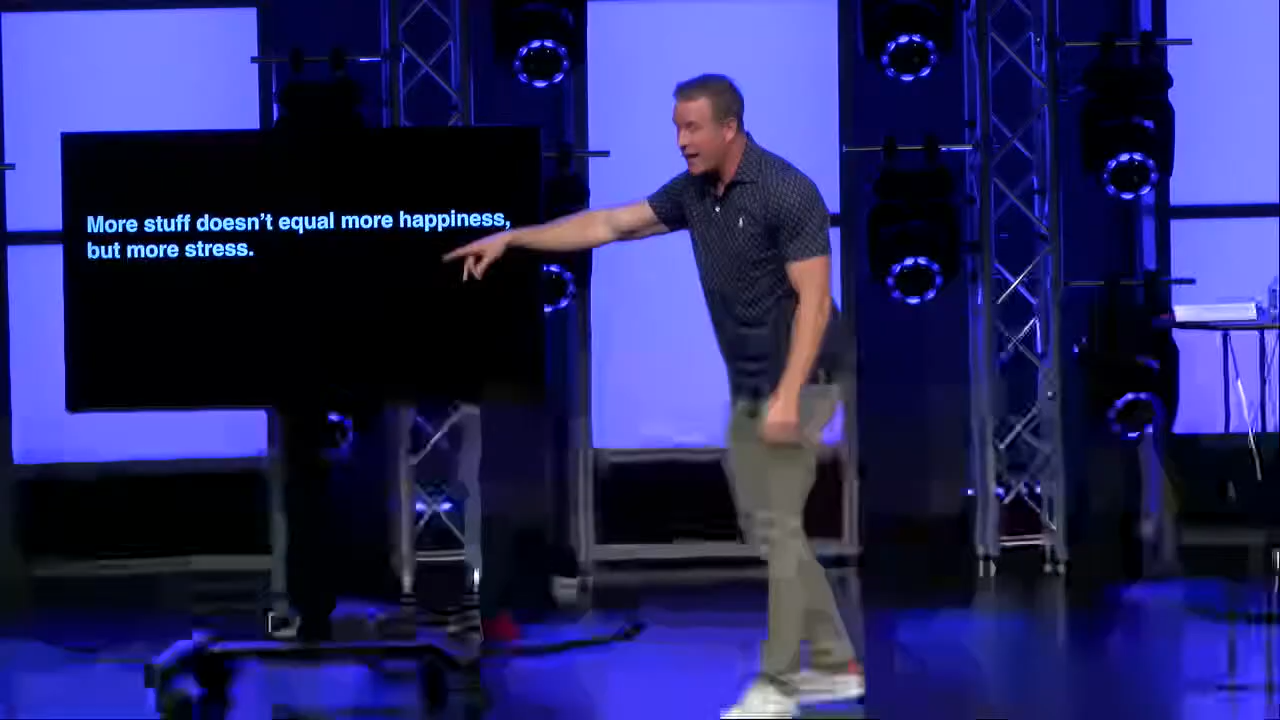 More stuff doesn’t equal more happiness,
but more stress.